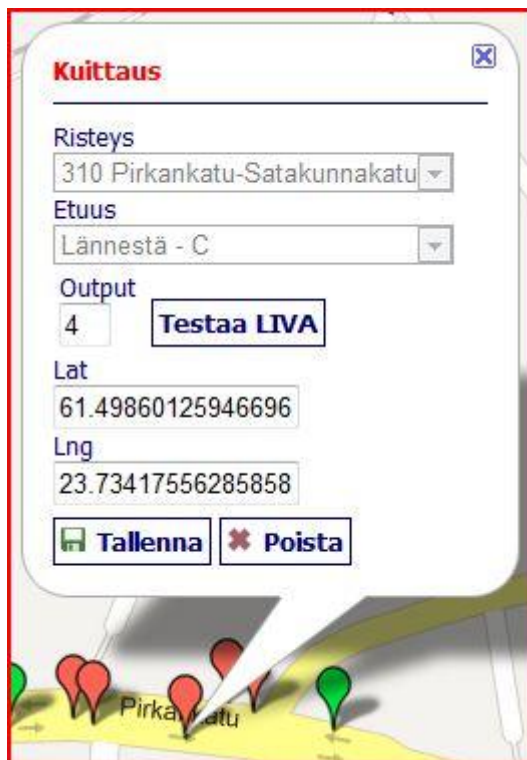 Kuittaus
Risteys
310 Pirkankatu-Satakunnakatu
Etuus
Lännestä - C
Output
4 Testaa LIVA
Lat
61.49860125946696
Lng
23.73417556285858
Tallenna Poista
Pirkankatu